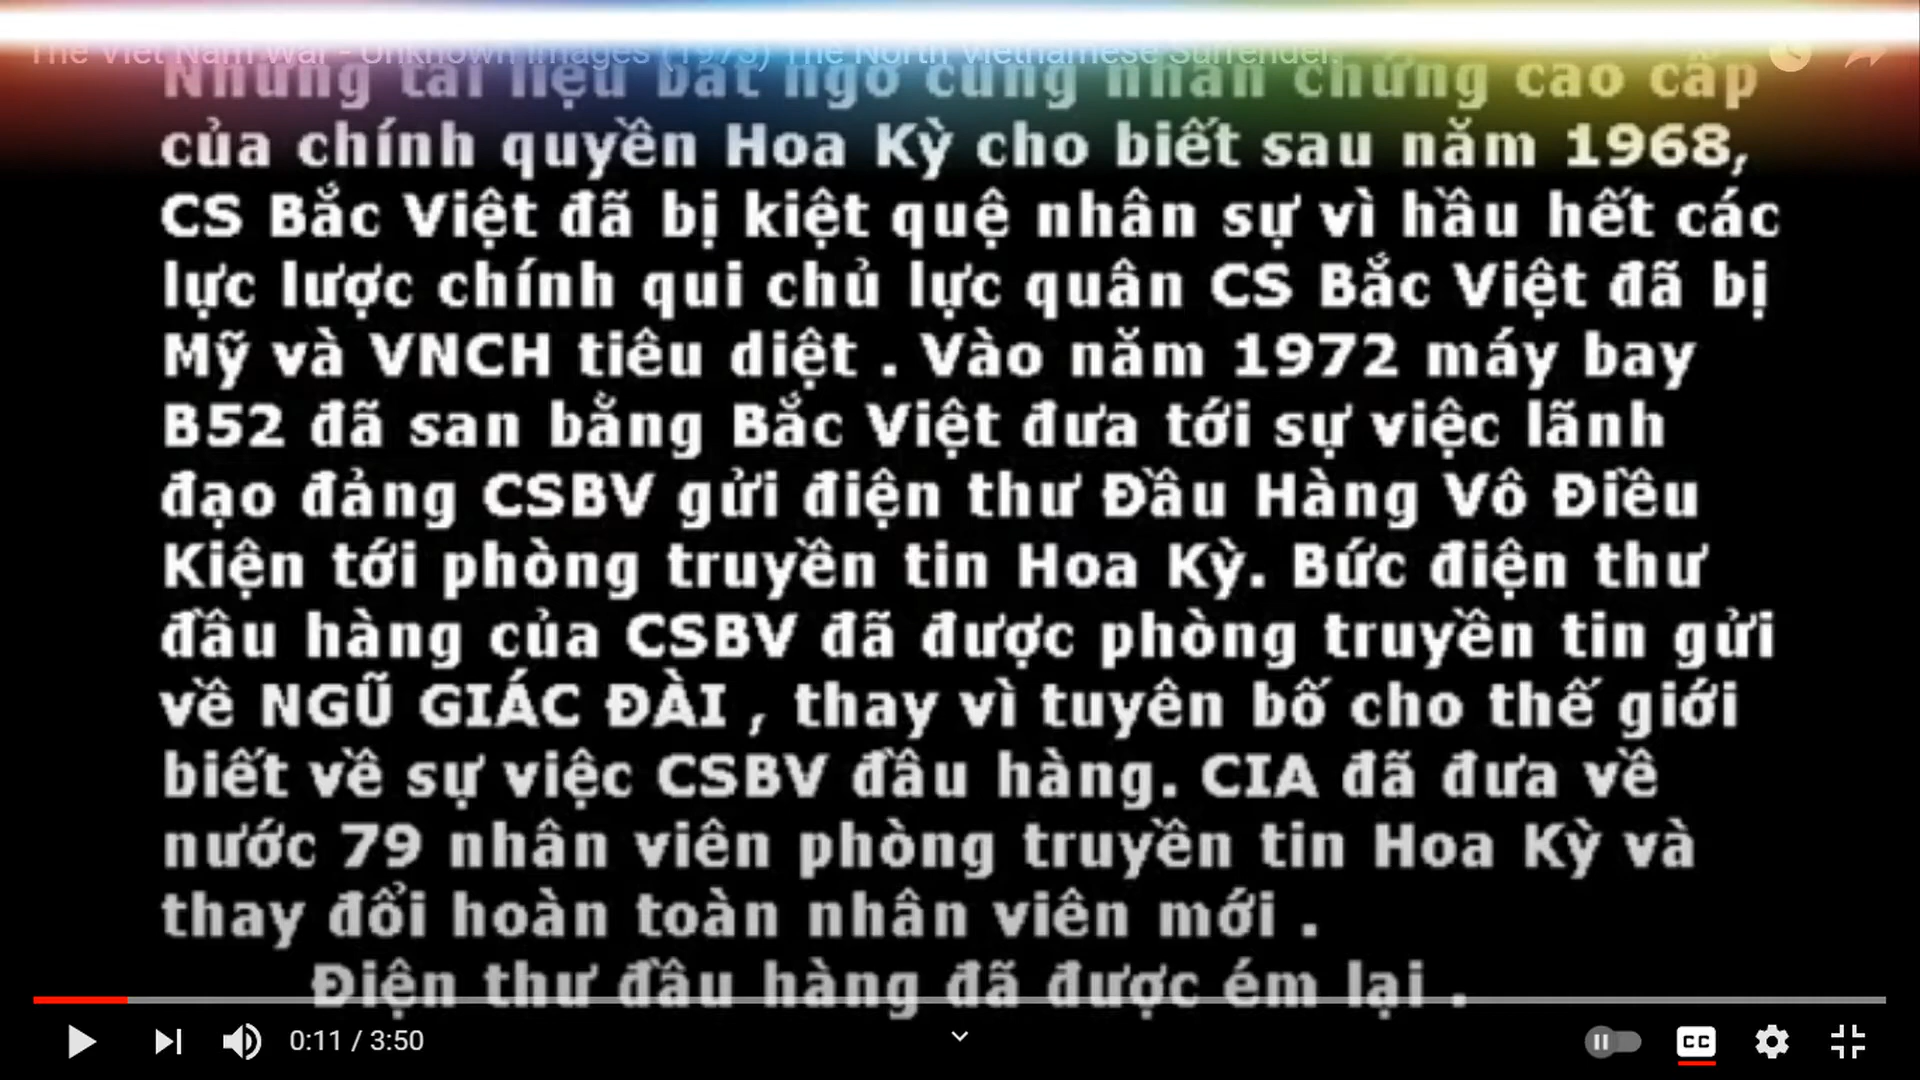 The Viet Nam War - Unknown Images (1973) The North Vietnamese Surrender.
Những tài liệu bất ngờ cùng nhân chứng cao cấp
của chính quyền Hoa Kỳ cho biết sau năm 1968,
CS Bắc Việt đã bị kiệt quệ nhân sự vì hầu hết các
lực lược chính qui chủ lực quân CS Bắc Việt đã bị
Mỹ và VNCH tiêu diệt . Vào năm 1972 máy bay
B52 đã san bằng Bắc Việt đưa tới sự việc lãnh
đạo đảng CSBV gửi điện thư Đầu Hàng Vô Điều
Kiện tới phòng truyền tin Hoa Kỳ. Bức điện thư
đầu hàng của CSBV đã được phòng truyền tin gửi
về NGŨ GIÁC ĐÀI , thay vì tuyên bố cho thế giới
biết về sự việc CSBV đầu hàng. CIA đã đưa về
nước 79 nhân viên phòng truyền tin Hoa Kỳ và
thay đổi hoàn toàn nhân viên mới .
Điện thư đầu hàng đã được ém lại .
0:11 / 3:50
CC